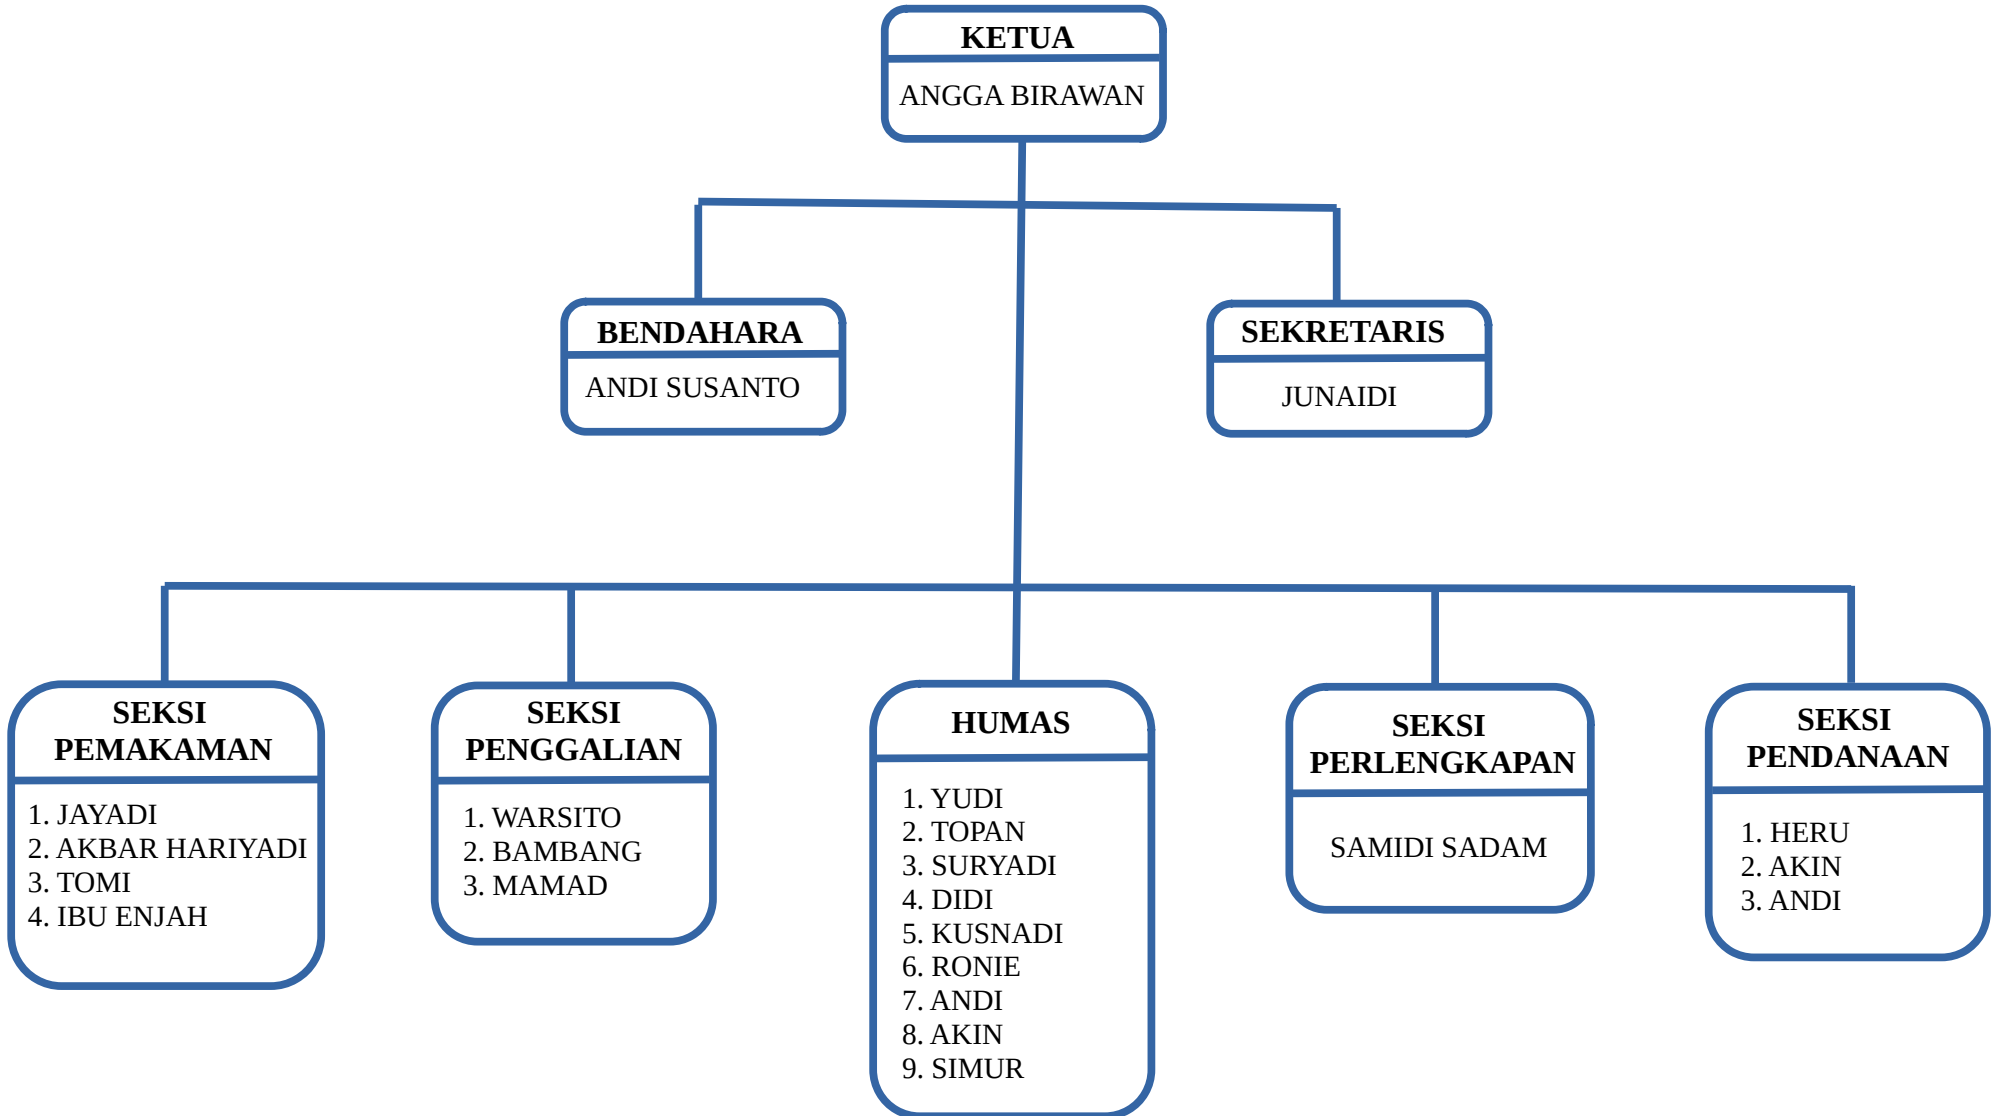 KETUA
ANGGA BIRAWAN
BENDAHARA
ANDI SUSANTO
SEKRETARIS
JUNAIDI
SEKSI
PEMAKAMAN
1. JAYADI
2. AKBAR HARIYADI
3. TOMI
4. IBU ENJAH
SEKSI
PENGGALIAN
1. WARSITO
2. BAMBANG
3. MAMAD
HUMAS
1. YUDI
2. TOPAN
3. SURYADI
4. DIDI
5. KUSNADI
6. RONIE
7. ANDI
8. AKIN
9. SIMUR
SEKSI
PERLENGKAPAN
SAMIDI SADAM
SEKSI
PENDANAAN
1. HERU
2. AKIN
3. ANDI